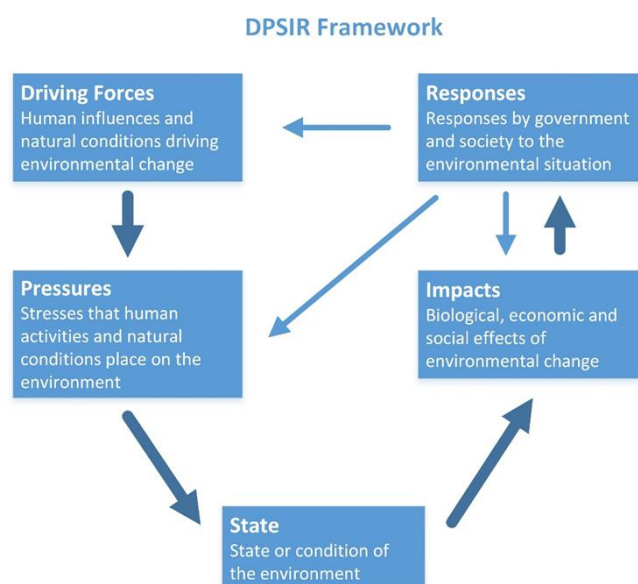 DPSIR Framework
Driving Forces
Human influences and
natural conditions driving
environmental change
Responses
Responses by government
and society to the
environmental situation
Pressures
Stresses that human
activities and natural
conditions place on the
environment
Impacts
Biological, economic and
social effects of
environmental change
State
State or condition of
the environment